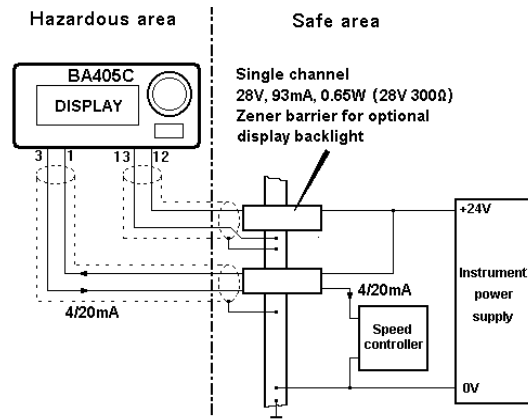 Hazardous area
Safe area
BA405C
DISPLAY
3 1 13 12
Single channel
28V, 93mA, 0.65W (28V 300Ω)
Zener barrier for optional
display backlight
+24V
Instrument
power
supply
0V
4/20mA
4/20mA
Speed
controller